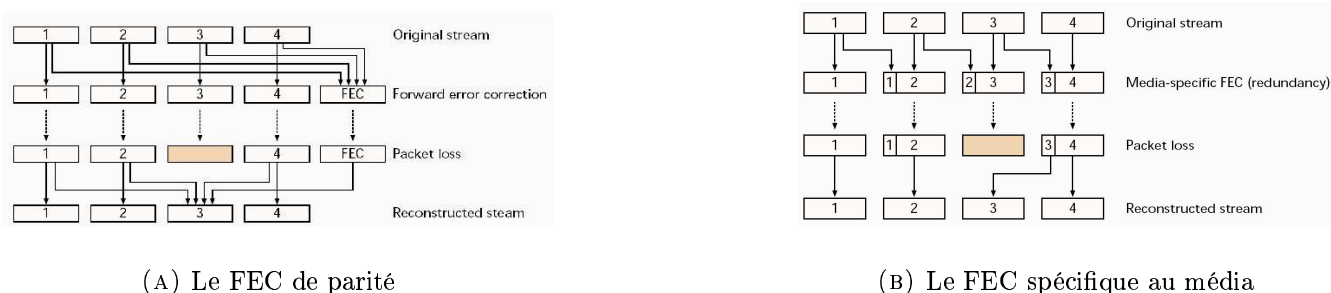 1 2 3 4 Original stream
1 2 3 4 FEC Forward error correction
1 2 4 FEC Packet loss
1 2 3 4 Reconstructed steam
(A) Le FEC de parité
1 2 3 4 Original stream
1 1 2 2 3 3 4 Media-specific FEC (redundancy)
1 1 2 3 4 Packet loss
1 2 3 4 Reconstructed stream
(B) Le FEC spécifique au média